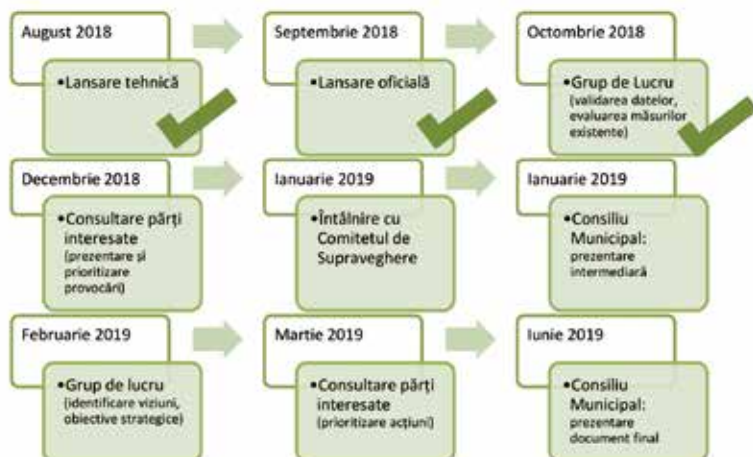 August 2018
•Lansare tehnică
Septembrie 2018
•Lansare oficială
Octombrie 2018
•Grup de Lucru
(validarea datelor,
evaluarea măsurilor
existente)
Decembrie 2018
•Consultare părți
interesate
(prezentare și
prioritizare
provocări)
Ianuarie 2019
•Întâlnire cu
Comitetul de
Supraveghere
Ianuarie 2019
•Consiliu
Municipal:
prezentare
intermediară
Februarie 2019
•Grup de lucru
(identificare viziuni,
obiective strategice)
Martie 2019
•Consultare părți
interesate
(prioritizare acțiuni)
Iunie 2019
•Consiliu
Municipal:
prezentare
document final